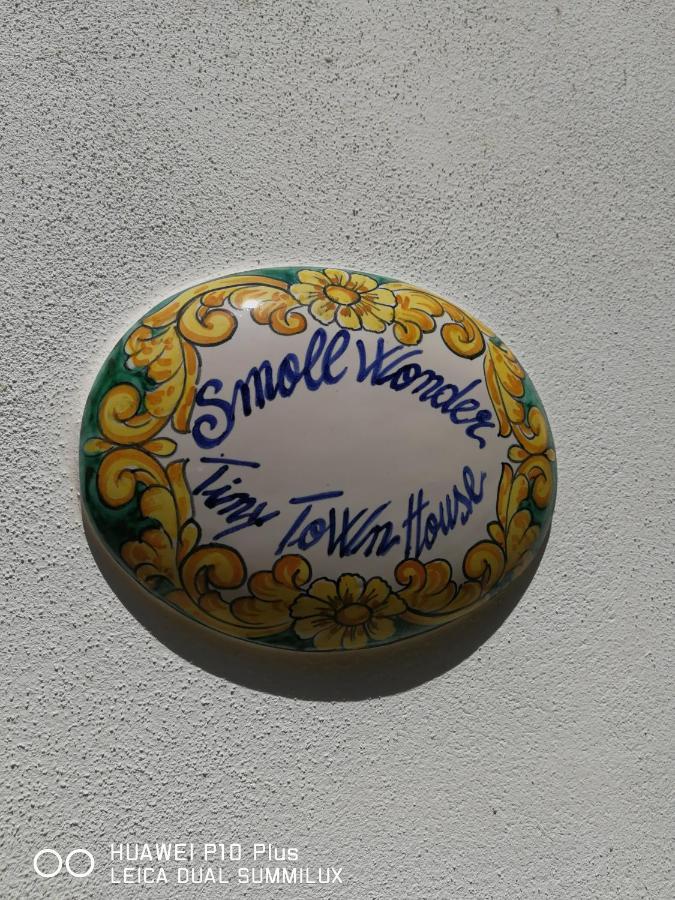 Smoll Wonder
Tiny Town House
HUAWEI P10 Plus
LEICA DUAL SUMMILUX